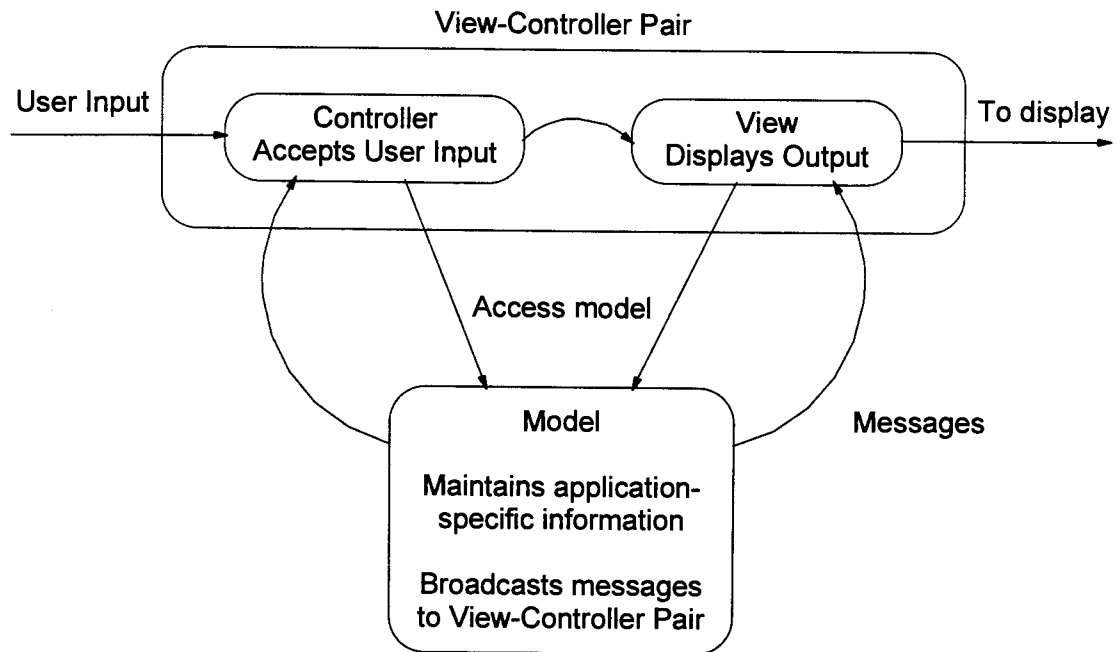 View-Controller Pair
User Input
Controller
Accepts User Input
View
Displays Output
To display
Access model
Messages
Model
Maintains application-
specific information
Broadcasts messages
to View-Controller Pair